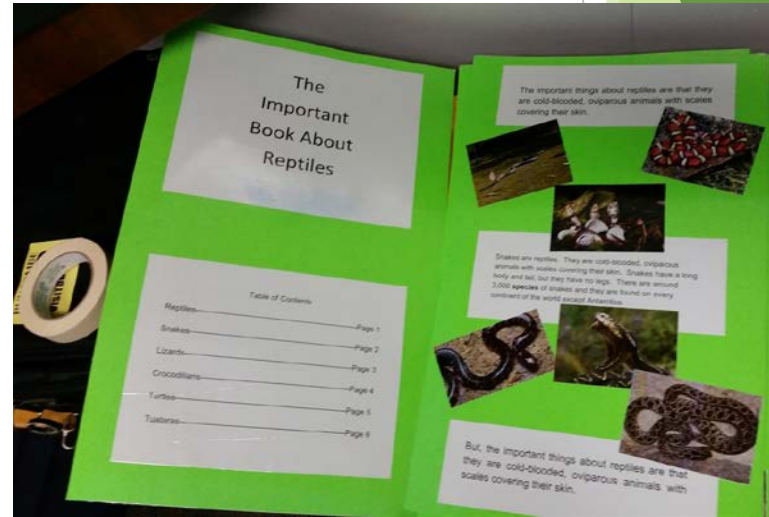 The
Important
Book About
Reptiles
Table of Contents
Reptiles Page 1
Snakes Page 2
Lizards Page 3
Crocodilians Page 4
Turtles Page 5
Tuataras Page 6
The important things about reptiles are that they
are cold-blooded, oviparous animals with scales
covering their skin.
Snakes are reptiles. They are cold-blooded, oviparous
animals with scales covering their skin. Snakes have a long
body and tail, but they have no legs. There are around
3,000 species of snakes and they are found on every
continent of the world except Antarctica.
But, the important things about reptiles are that
they are cold-blooded, oviparous animals with
scales covering their skin.
VISITOR